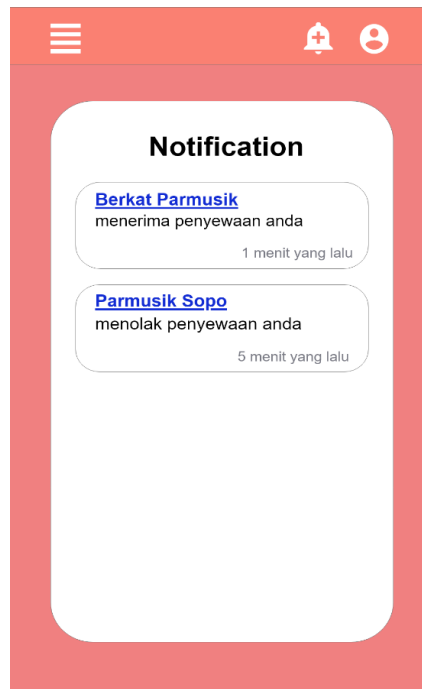 Notification
Berkat Parmusik
menerima penyewaan anda
1 menit yang lalu
Parmusik Sopo
menolak penyewaan anda
5 menit yang lalu